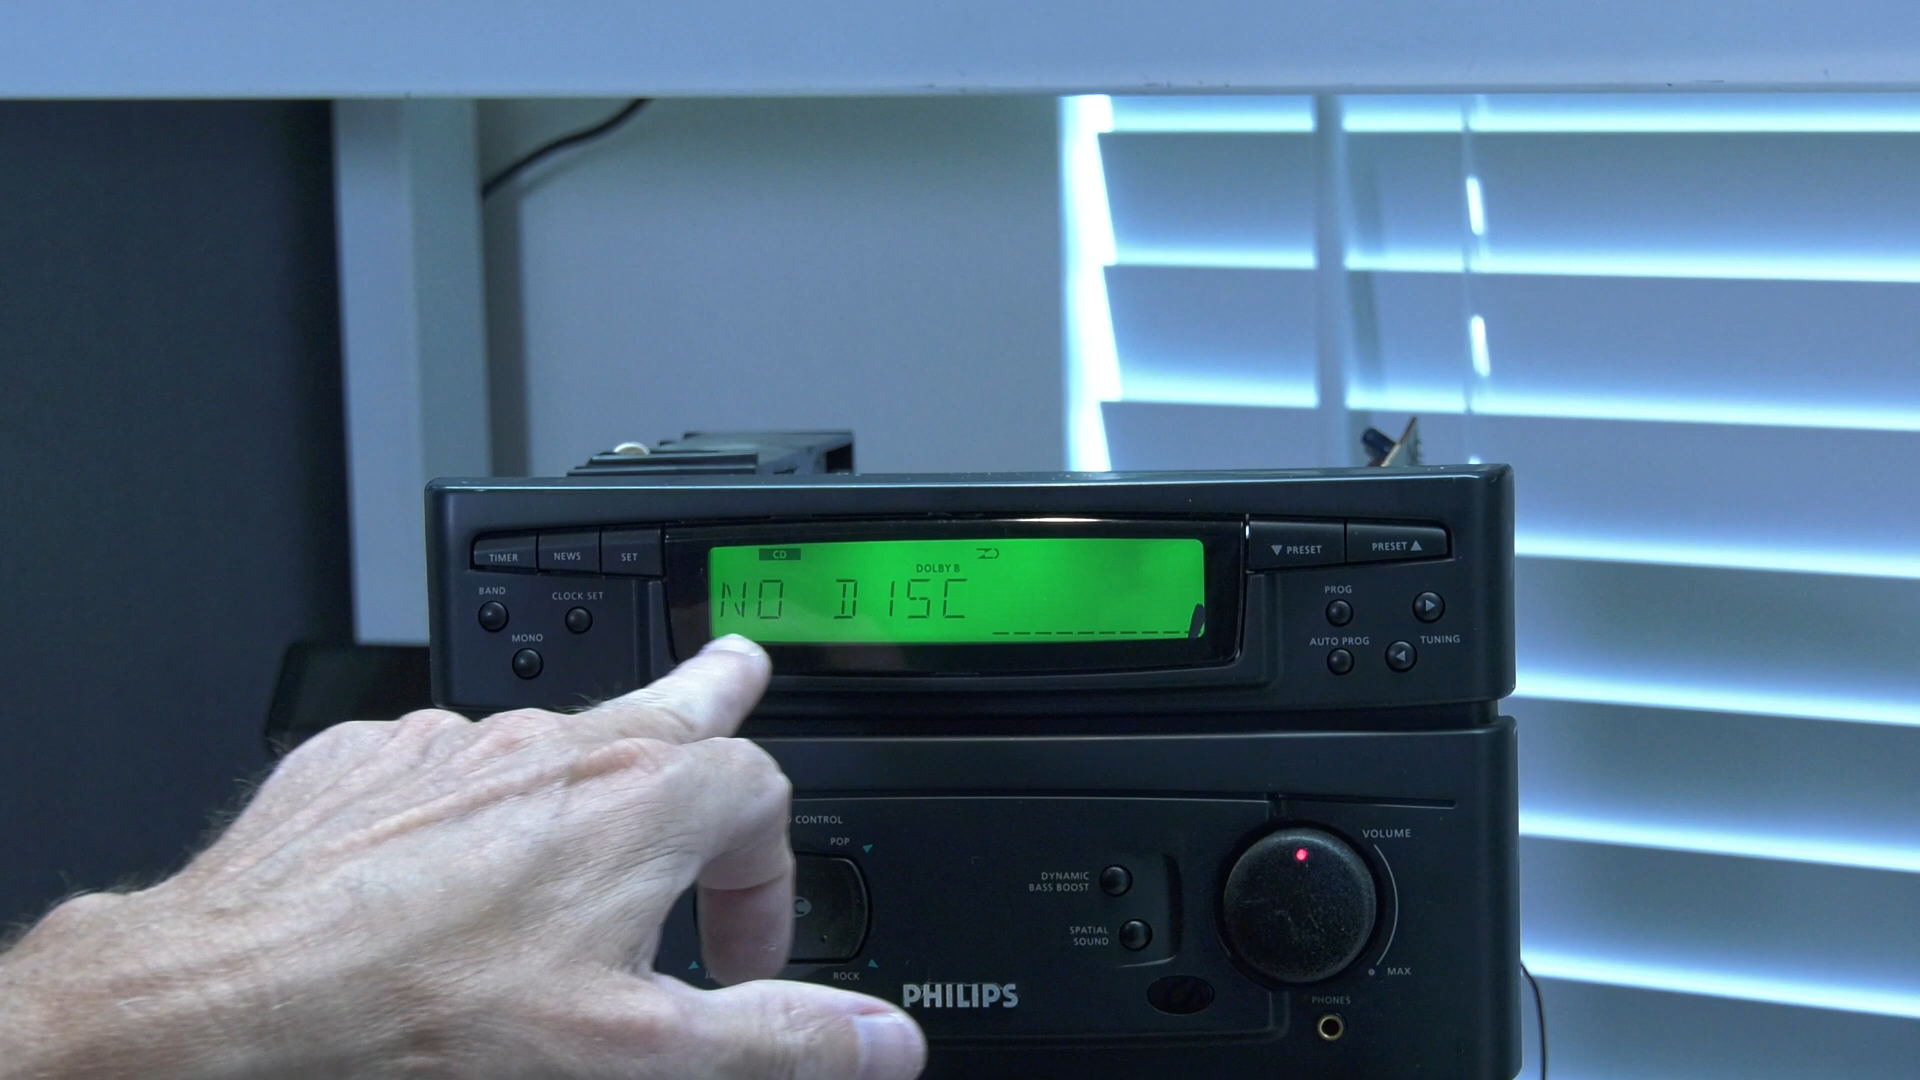 TIMER NEWS SET
BAND CLOCK SET
MONO
CD
DOLBY B
NO DISC
▼ PRESET PRESET ▲
PROG
AUTO PROG TUNING
CONTROL
POP
ROCK
DYNAMIC
BASS BOOST
SPATIAL
SOUND
VOLUME
MAX
PHONES
PHILIPS